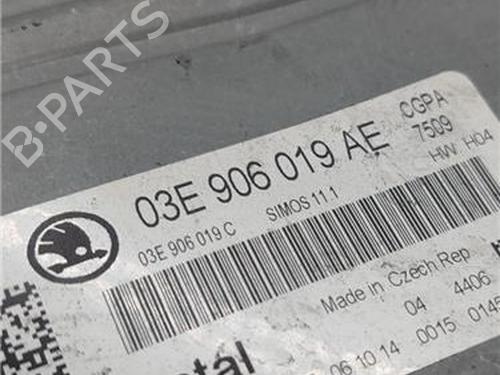 B-PARTS
03E 906 019 AE
CGPA
7509
03E 906 019 C
SIMOS 11.1
HW H04
Made in Czech Rep
04 4406
06.10.14 0015